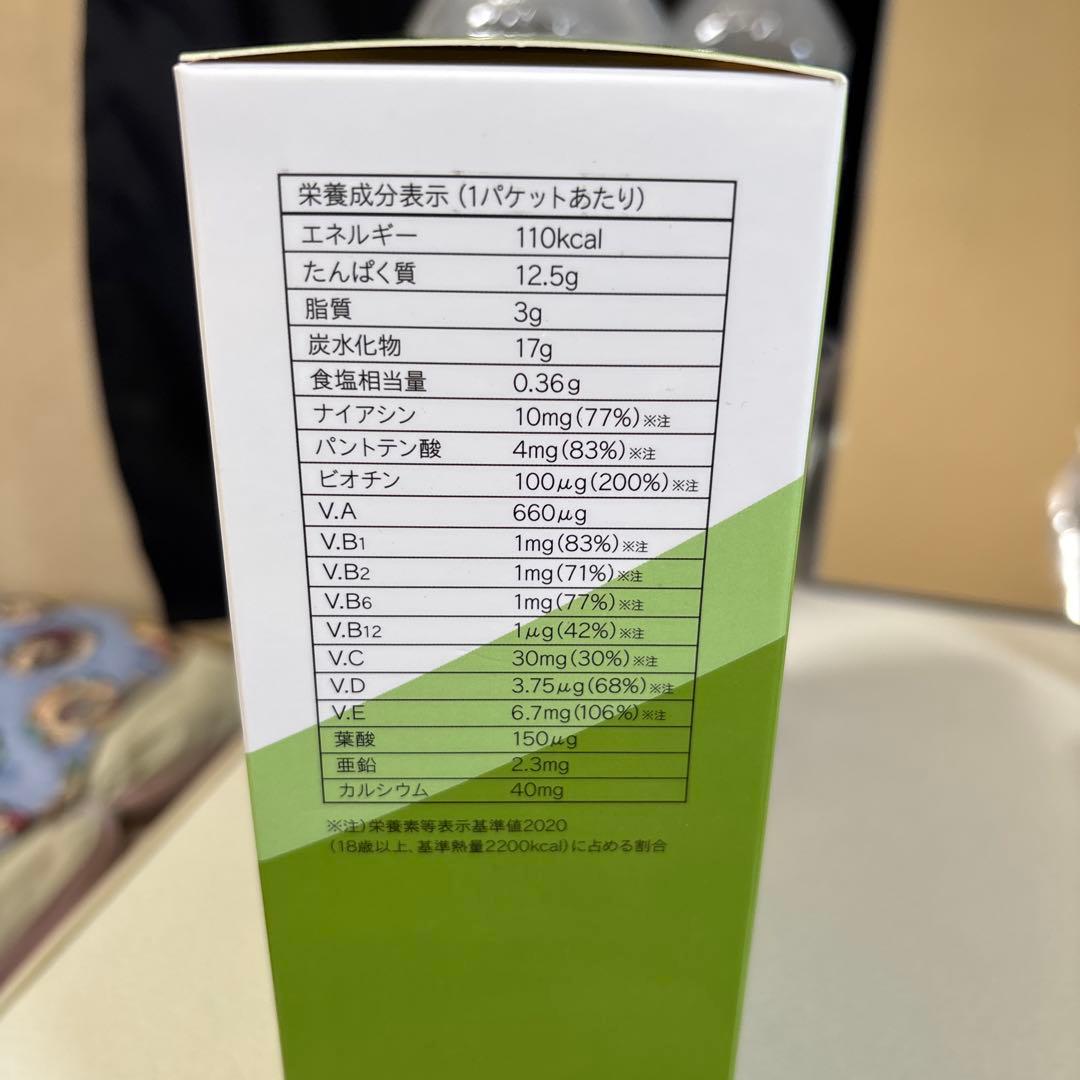 栄養成分表示 (1パケットあたり)
エネルギー 110kcal
たんぱく質 12.5g
脂質 3g
炭水化物 17g
食塩相当量 0.36g
ナイアシン 10mg(77%)※注
パントテン酸 4mg(83%)※注
ビオチン 100μg(200%)※注
V.A 660μg
V.B1 1mg(83%)※注
V.B2 1mg(71%)※注
V.B6 1mg(77%)※注
V.B12 1μg(42%)※注
V.C 30mg(30%)※注
V.D 3.75μg(68%)※注
V.E 6.7mg(106%)※注
葉酸 150μg
亜鉛 2.3mg
カルシウム 40mg
※注)栄養素等表示基準値2020
(18歳以上、基準熱量2200kcal)に占める割合